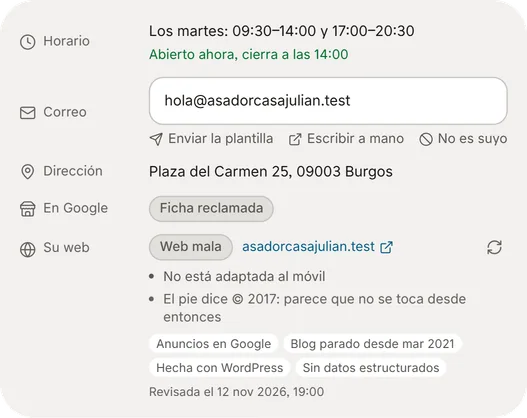 Horario
Los martes: 09:30–14:00 y 17:00–20:30
Abierto ahora, cierra a las 14:00
Correo
hola@asadorcasajulian.test
Enviar la plantilla Escribir a mano No es suyo
Dirección
Plaza del Carmen 25, 09003 Burgos
En Google
Ficha reclamada
Su web
Web mala asadorcasajulian.test
• No está adaptada al móvil
• El pie dice © 2017: parece que no se toca desde
entonces
Anuncios en Google Blog parado desde mar 2021
Hecha con WordPress Sin datos estructurados
Revisada el 12 nov 2026, 19:00